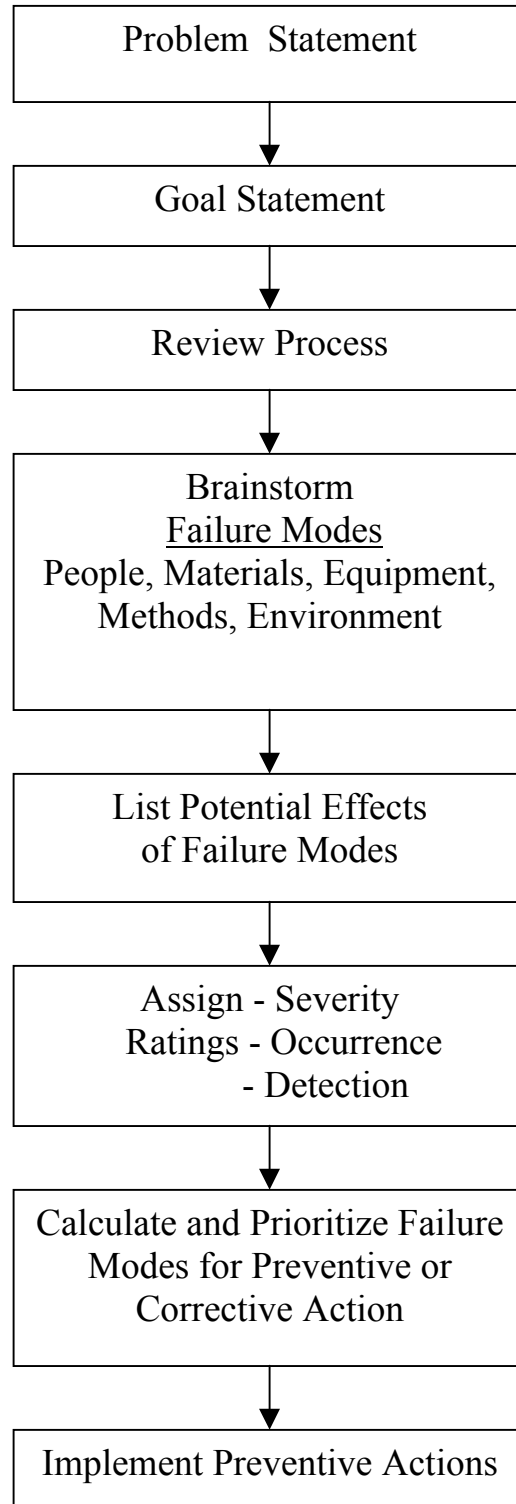 Problem  Statement
Goal Statement
Review Process
Brainstorm
Failure Modes
People, Materials, Equipment,
Methods, Environment
List Potential Effects
of Failure Modes
Assign - Severity
Ratings - Occurrence
- Detection
Calculate and Prioritize Failure
Modes for Preventive or
Corrective Action
Implement Preventive Actions